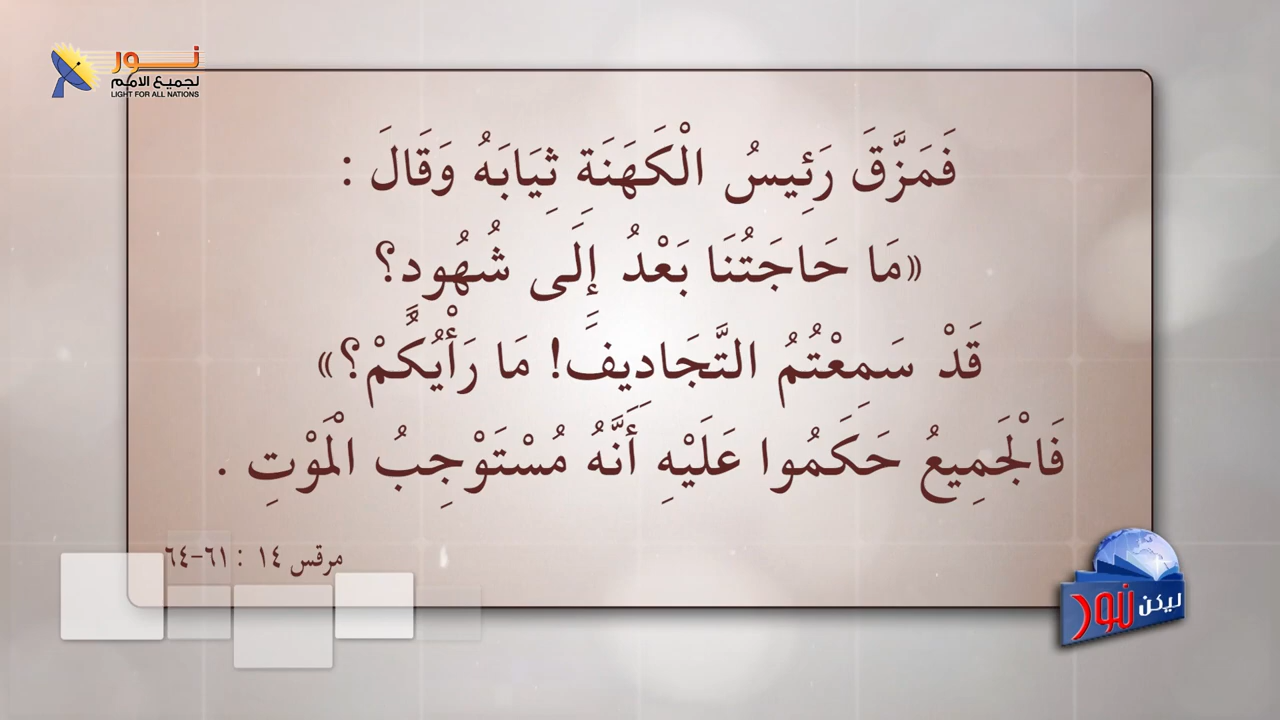 نور
لجميع الامم
LIGHT FOR ALL NATIONS
فَمَزَّقَ رَئِيسُ الْكَهَنَةِ ثِيَابَهُ وَقَالَ :
«مَا حَاجَتُنَا بَعْدُ إِلَى شُهُودٍ؟
قَدْ سَمِعْتُمُ التَّجَادِيفَ! مَا رَأْيُكُمْ؟»
فَالْجَمِيعُ حَكَمُوا عَلَيْهِ أَنَّهُ مُسْتَوْجِبُ الْمَوْتِ .
مرقس ١٤ : ٦١-٦٤
ليكن نور